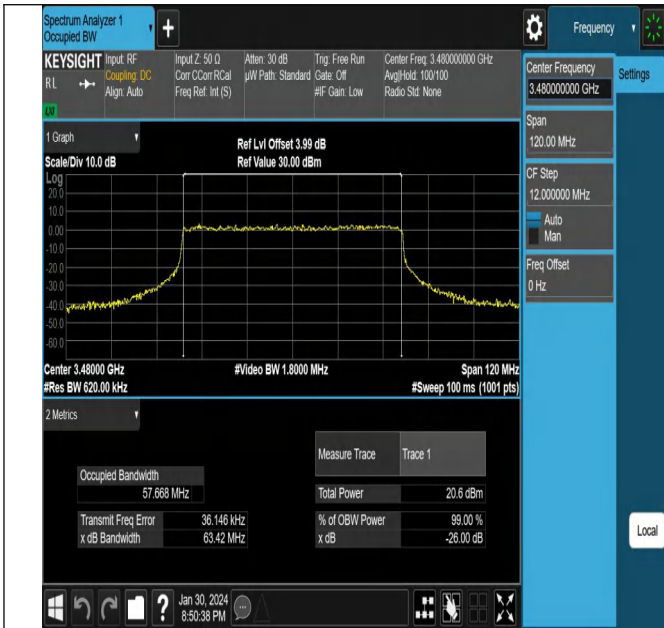 Spectrum Analyzer 1
Occupied BW
+
Frequency
KEYSIGHT
RL
LXI
Input: RF
Coupling: DC
Align: Auto
Input Z: 50 Ω
Corr CCorr RCal
Freq Ref: Int (S)
Atten: 30 dB
µW Path: Standard
Trig: Free Run
Gate: Off
#IF Gain: Low
Center Freq: 3.480000000 GHz
Avg|Hold: 100/100
Radio Std: None
1 Graph
Scale/Div 10.0 dB
Ref Lvl Offset 3.99 dB
Ref Value 30.00 dBm
Log
20.0
10.0
0.00
-10.0
-20.0
-30.0
-40.0
-50.0
-60.0
Center 3.48000 GHz
#Res BW 620.00 kHz
#Video BW 1.8000 MHz
Span 120 MHz
#Sweep 100 ms (1001 pts)
2 Metrics
Occupied Bandwidth
57.668 MHz
Transmit Freq Error 36.146 kHz
x dB Bandwidth 63.42 MHz
Measure Trace Trace 1
Total Power 20.6 dBm
% of OBW Power 99.00 %
x dB -26.00 dB
Center Frequency
3.480000000 GHz
Settings
Span
120.00 MHz
CF Step
12.000000 MHz
Auto
Man
Freq Offset
0 Hz
Local
?
Jan 30, 2024
8:50:38 PM